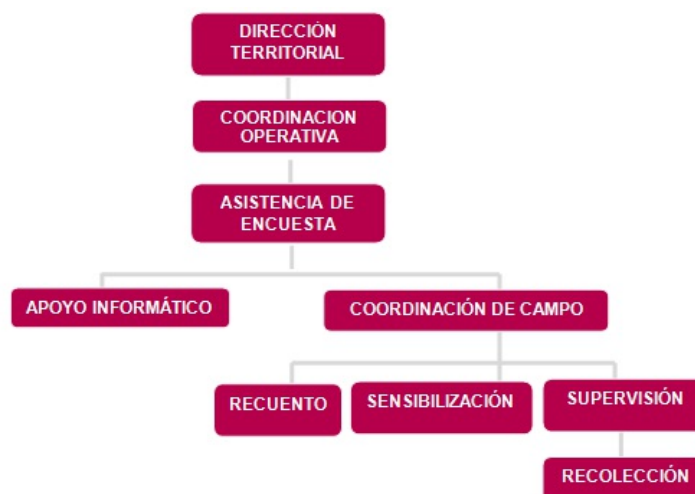 DIRECCIÓN
TERRITORIAL
COORDINACION
OPERATIVA
ASISTENCIA DE
ENCUESTA
APOYO INFORMÁTICO
COORDINACIÓN DE CAMPO
RECUENTO
SENSIBILIZACIÓN
SUPERVISIÓN
RECOLECCIÓN